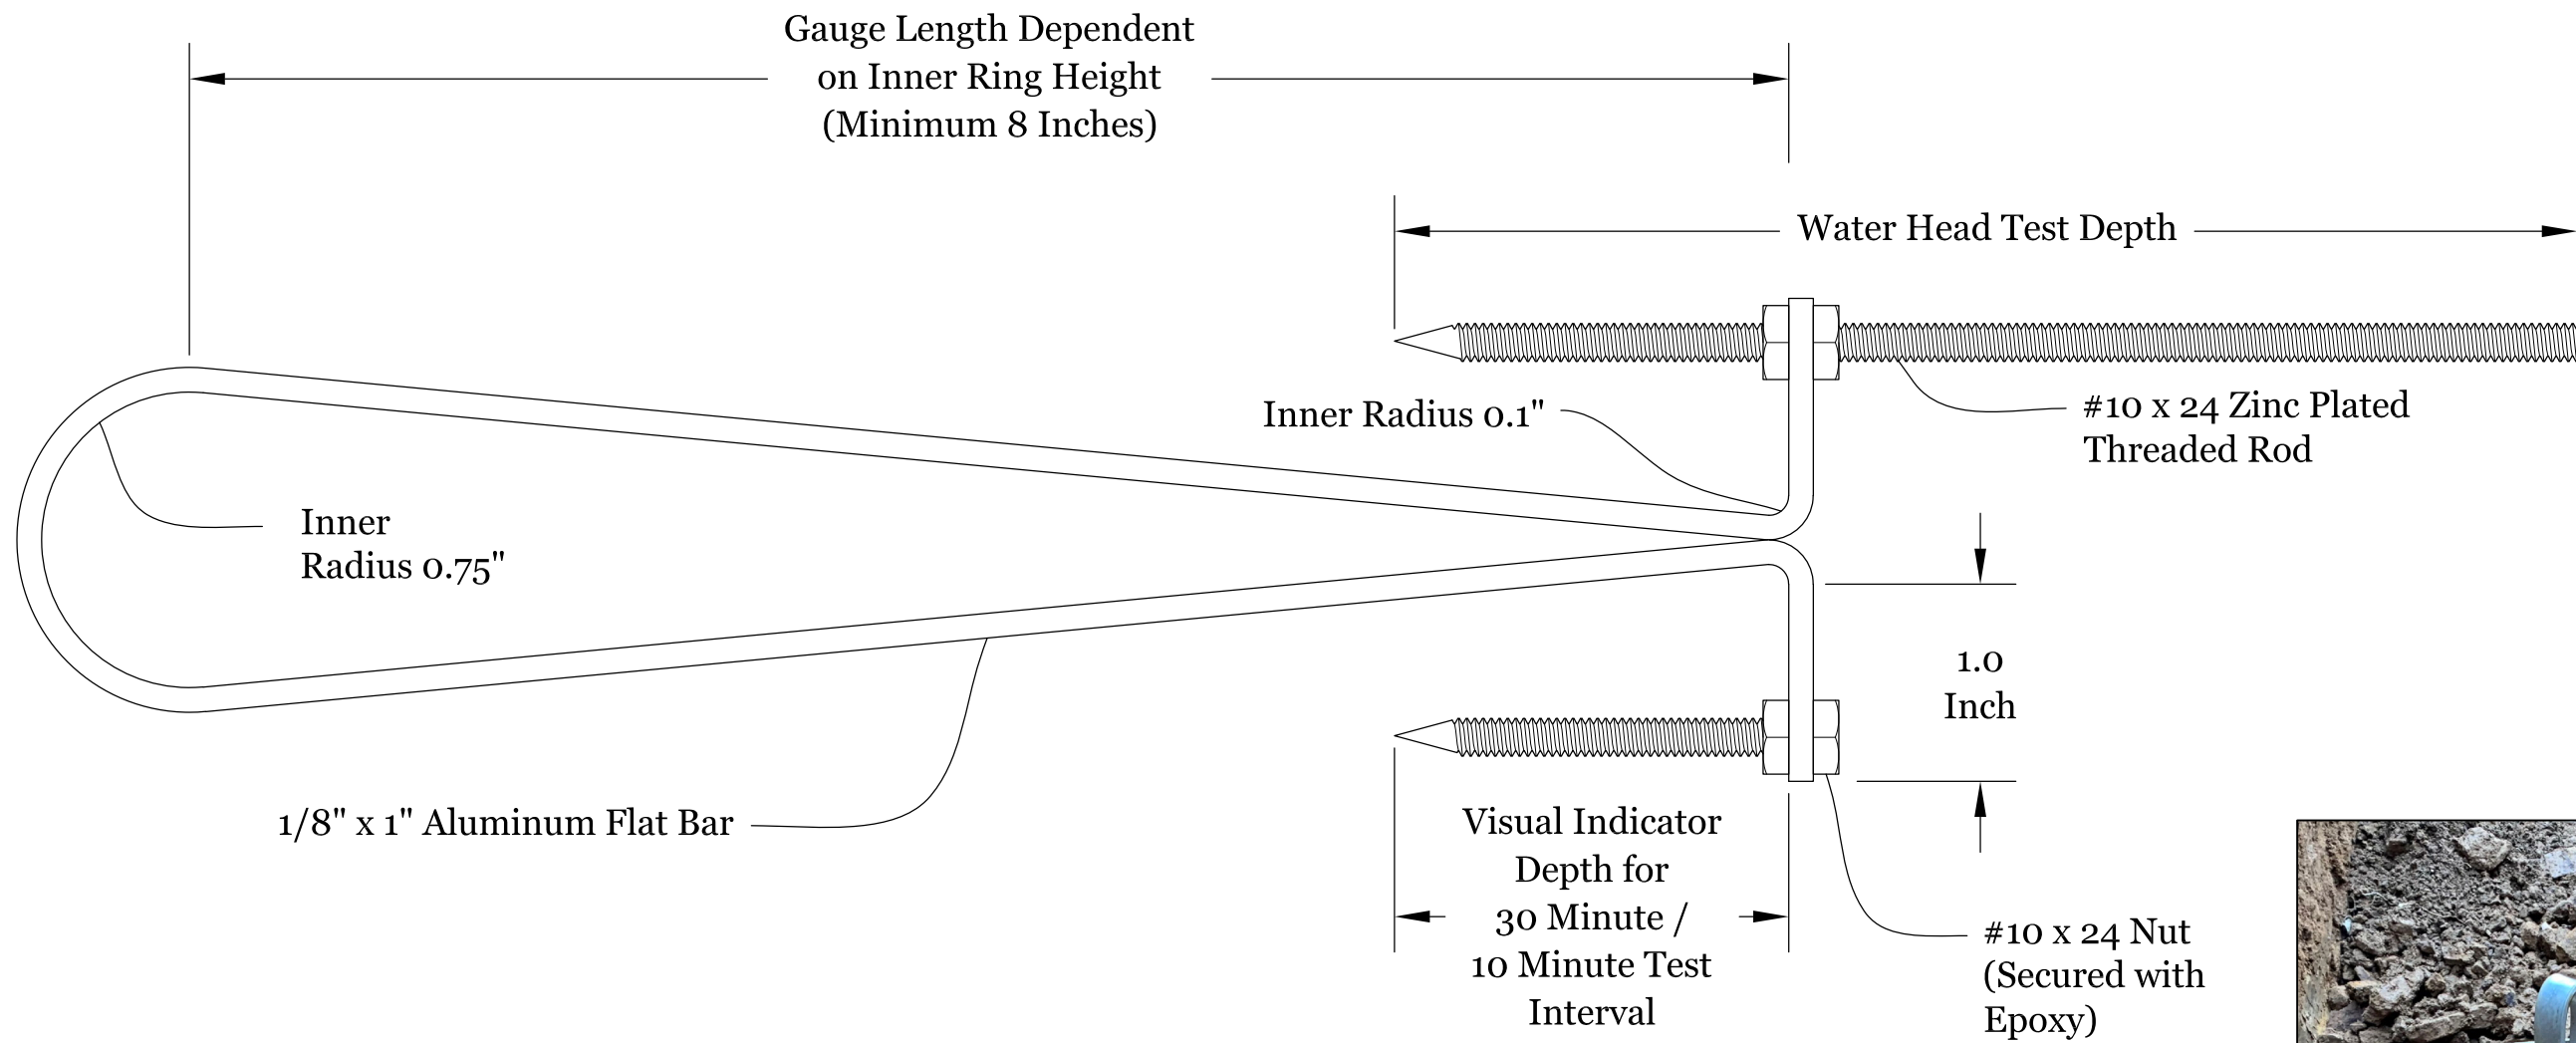 Gauge Length Dependent
on Inner Ring Height
(Minimum 8 Inches)
Water Head Test Depth
Inner Radius 0.1"
#10 x 24 Zinc Plated
Threaded Rod
Inner
Radius 0.75"
1.0
Inch
1/8" x 1" Aluminum Flat Bar
Visual Indicator
Depth for
30 Minute /
10 Minute Test
Interval
#10 x 24 Nut
(Secured with
Epoxy)